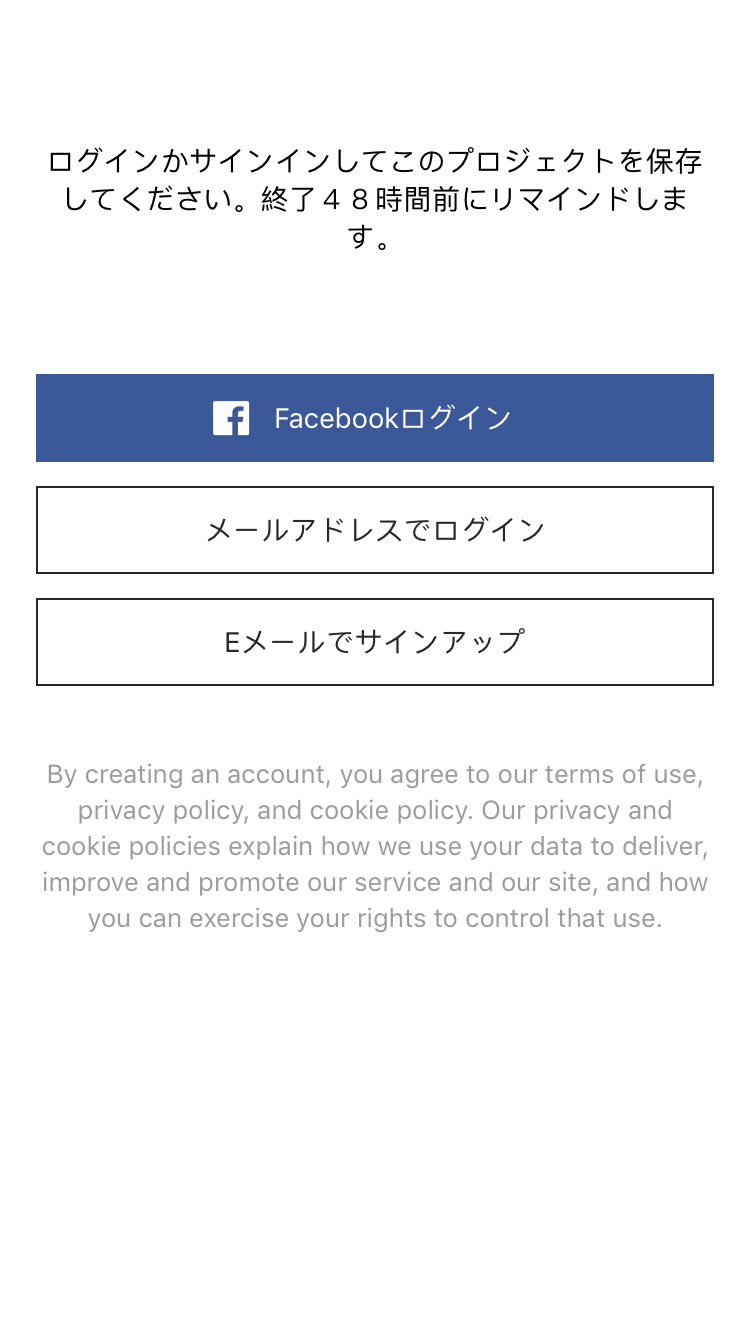 ログインかサインインしてこのプロジェクトを保存
してください。終了４８時間前にリマインドしま
す。
Facebookログイン
メールアドレスでログイン
Eメールでサインアップ
By creating an account, you agree to our terms of use,
privacy policy, and cookie policy. Our privacy and
cookie policies explain how we use your data to deliver,
improve and promote our service and our site, and how
you can exercise your rights to control that use.